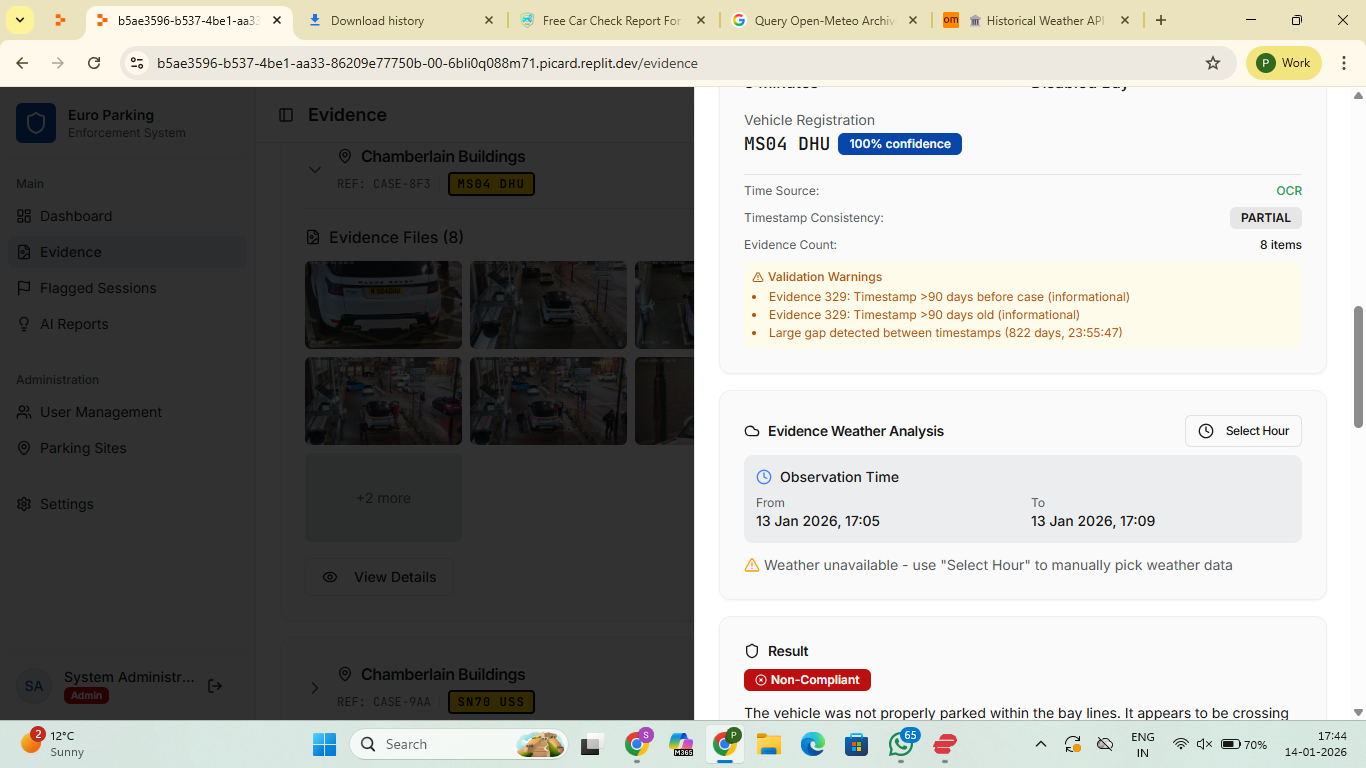 b5ae3596-b537-4be1-aa33
Download history
Free Car Check Report For
Query Open-Meteo Archiv
om Historical Weather API
b5ae3596-b537-4be1-aa33-86209e77750b-00-6bli0q088m71.picard.replit.dev/evidence
P Work
Euro Parking
Enforcement System
Main
Dashboard
Evidence
Flagged Sessions
AI Reports
Administration
User Management
Parking Sites
Settings
SA
System Administr...
Admin
Evidence
Chamberlain Buildings
REF: CASE-8F3
MS04 DHU
Evidence Files (8)
+2 more
View Details
Chamberlain Buildings
REF: CASE-9AA
SN70 USS
Vehicle Registration
MS04 DHU 100% confidence
Time Source: OCR
Timestamp Consistency: PARTIAL
Evidence Count: 8 items
Validation Warnings
• Evidence 329: Timestamp >90 days before case (informational)
• Evidence 329: Timestamp >90 days old (informational)
• Large gap detected between timestamps (822 days, 23:55:47)
Evidence Weather Analysis
Select Hour
Observation Time
From To
13 Jan 2026, 17:05 13 Jan 2026, 17:09
Weather unavailable - use "Select Hour" to manually pick weather data
Result
Non-Compliant
The vehicle was not properly parked within the bay lines. It appears to be crossing
2
12°C
Sunny
Search
M365
S
P
65
ENG
IN
70%
17:44
14-01-2026